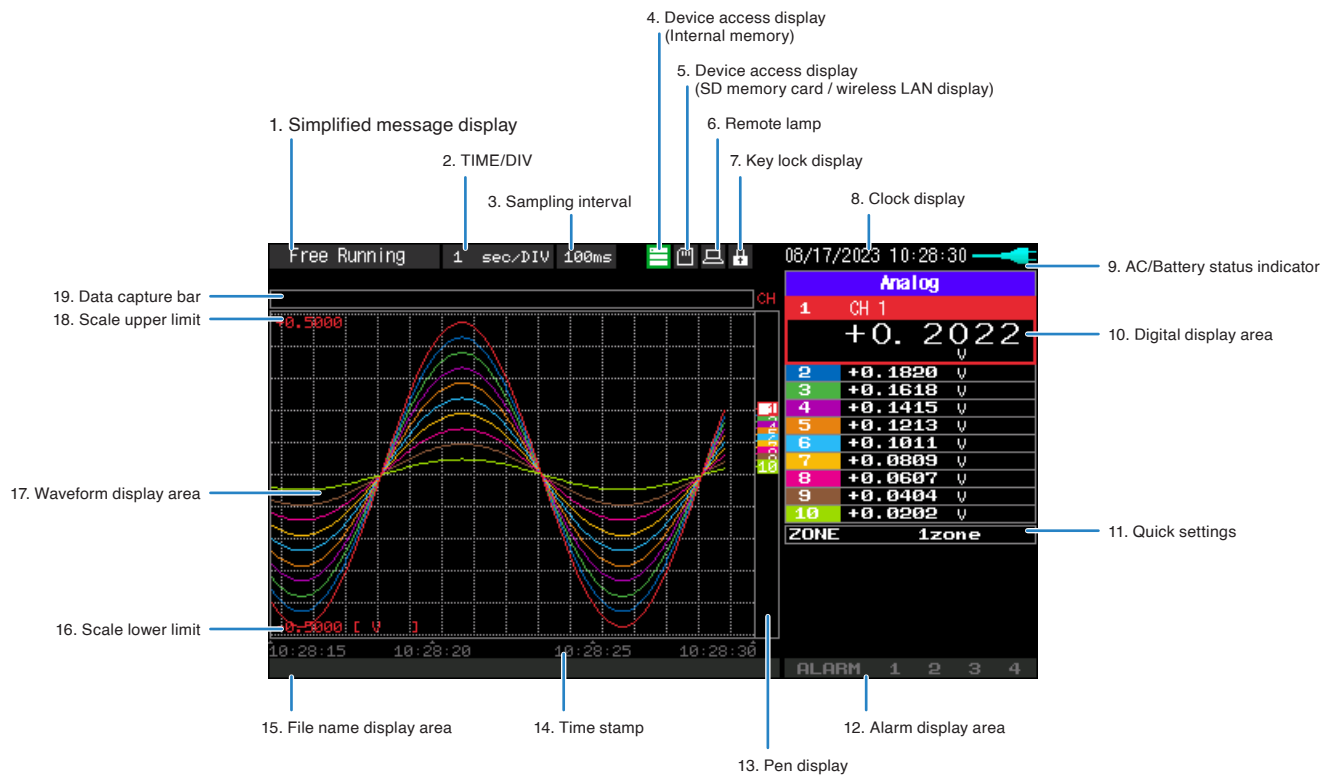 4. Device access display
(Internal memory)
5. Device access display
(SD memory card / wireless LAN display)
1. Simplified message display
6. Remote lamp
2. TIME/DIV
7. Key lock display
3. Sampling interval
8. Clock display
Free Running
1 sec/DIV
100ms
08/17/2023 10:28:30
9. AC/Battery status indicator
Analog
19. Data capture bar
CH
1 CH 1
18. Scale upper limit
+0.5000
+0.2022
V
10. Digital display area
2 +0.1820 V
3 +0.1618 V
4 +0.1415 V
5 +0.1213 V
6 +0.1011 V
7 +0.0809 V
8 +0.0607 V
9 +0.0404 V
10 +0.0202 V
1
10
17. Waveform display area
ZONE 1zone
11. Quick settings
16. Scale lower limit
-0.5000 [ V ]
10:28:15 10:28:20 10:28:25 10:28:30
ALARM 1 2 3 4
15. File name display area
14. Time stamp
12. Alarm display area
13. Pen display